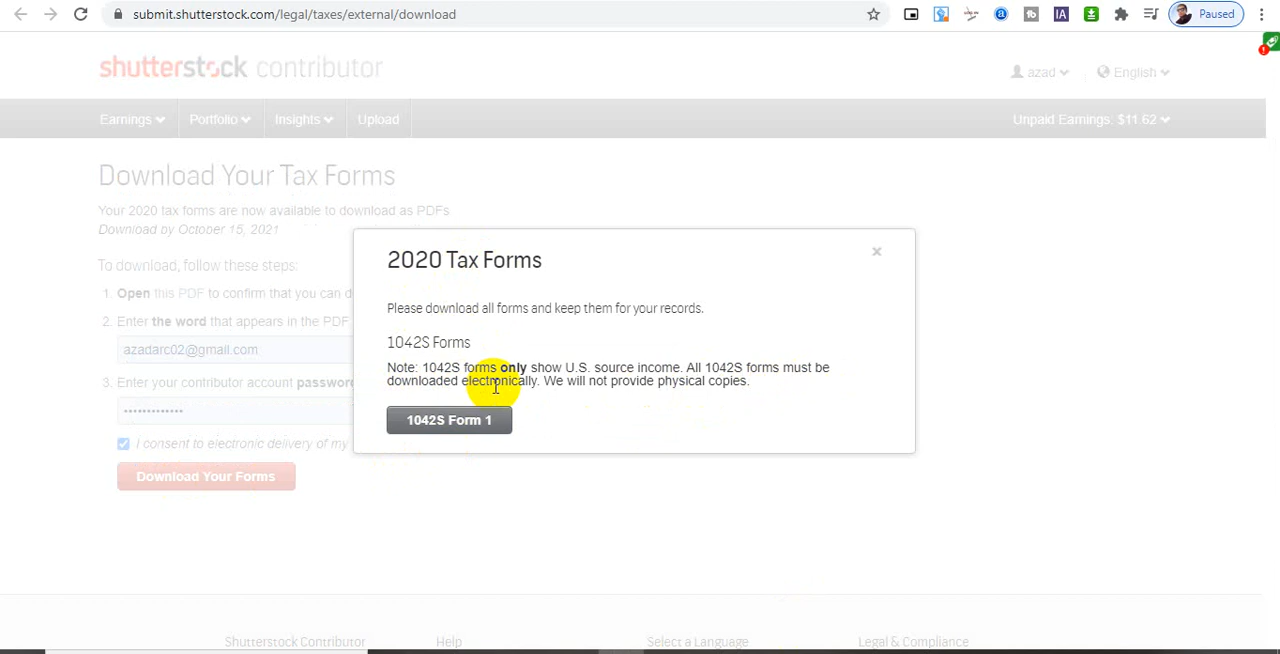 submit.shutterstock.com/legal/taxes/external/download
Paused
shutterstock contributor
azad
English
Earnings
Portfolio
Insights
Upload
Unpaid Earnings: $11.62
Download Your Tax Forms
Your 2020 tax forms are now available to download as PDFs
Download by October 15, 2021
To download, follow these steps:
1. Open this PDF to confirm that you can d
2. Enter the word that appears in the PDF
azadarc02@gmail.com
3. Enter your contributor account password
•••••••••••••
I consent to electronic delivery of my
Download Your Forms
2020 Tax Forms
×
Please download all forms and keep them for your records.
1042S Forms
Note: 1042S forms only show U.S. source income. All 1042S forms must be
downloaded electronically. We will not provide physical copies.
1042S Form 1
Shutterstock Contributor
Help
Select a Language
Legal & Compliance